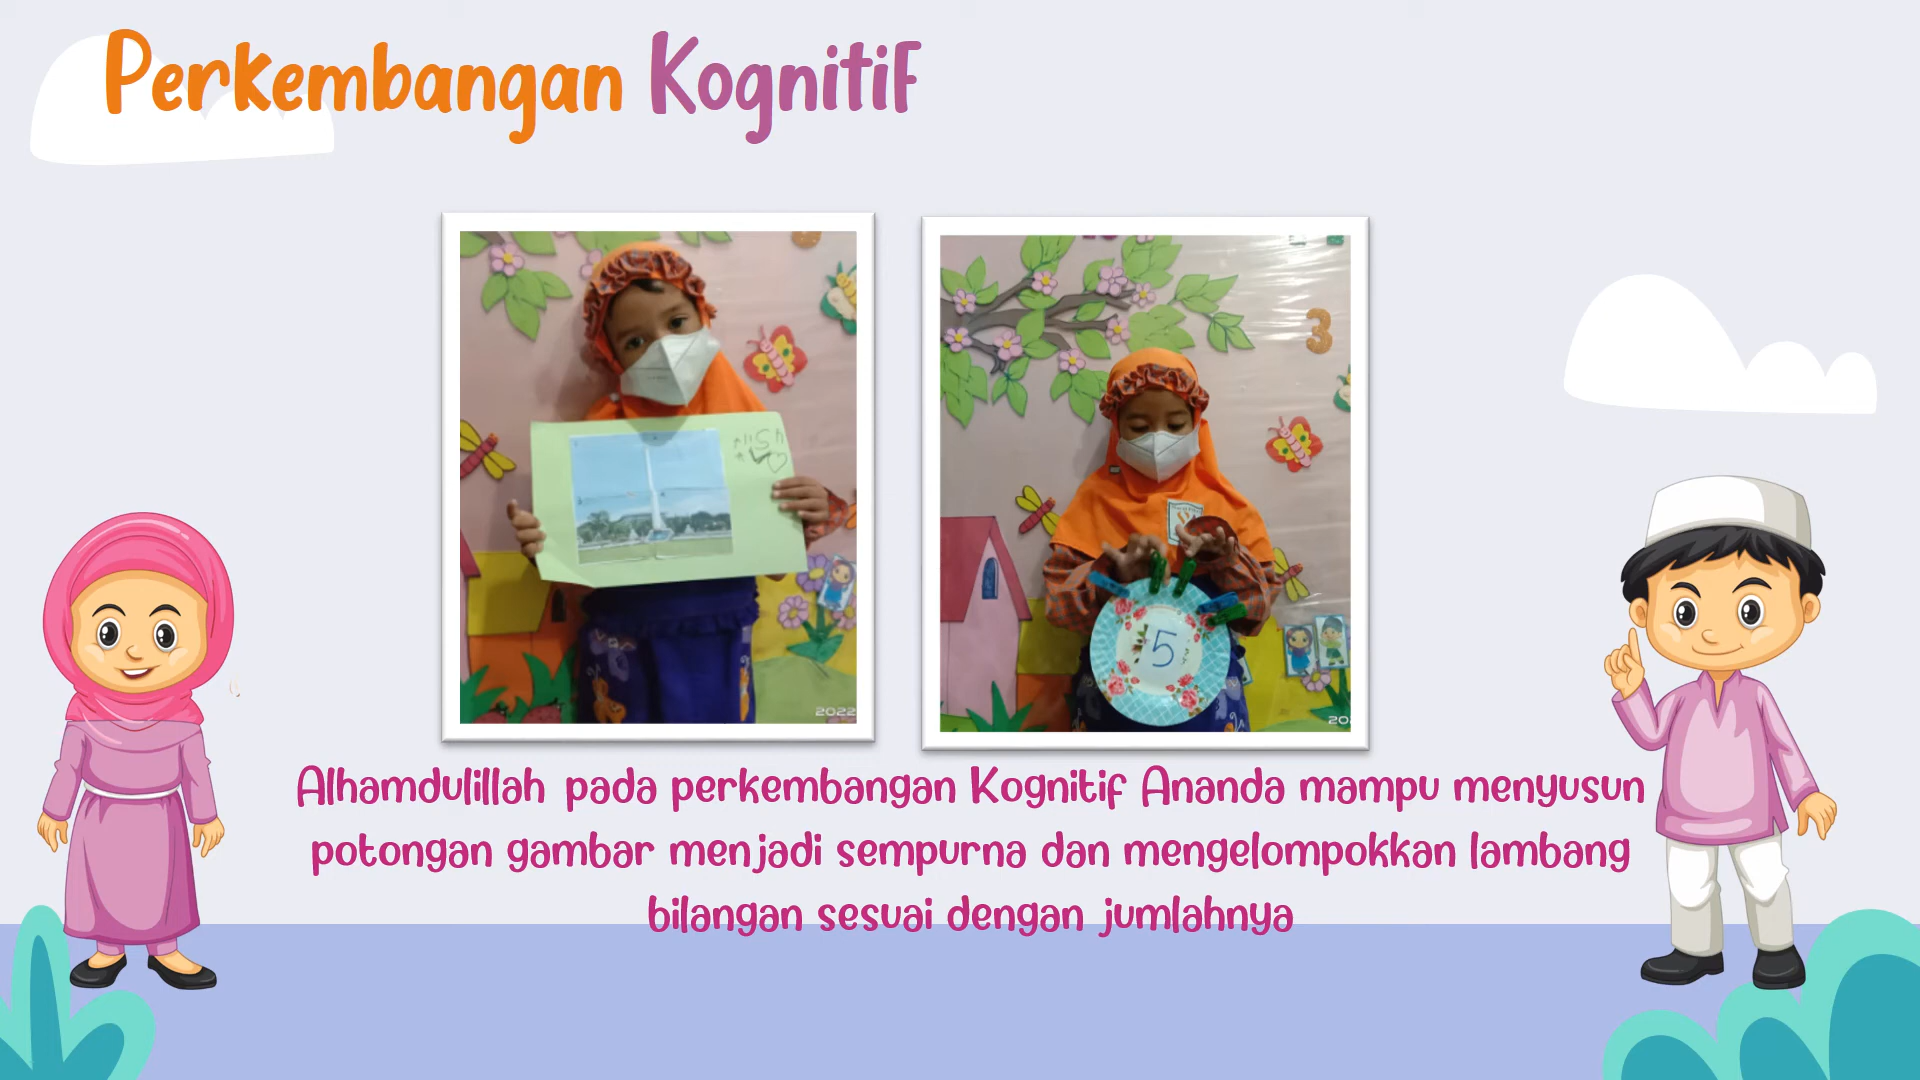 Perkembangan Kognitif
3
2022
5
Alhamdulillah pada perkembangan Kognitif Ananda mampu menyusun
potongan gambar menjadi sempurna dan mengelompokkan lambang
bilangan sesuai dengan jumlahnya